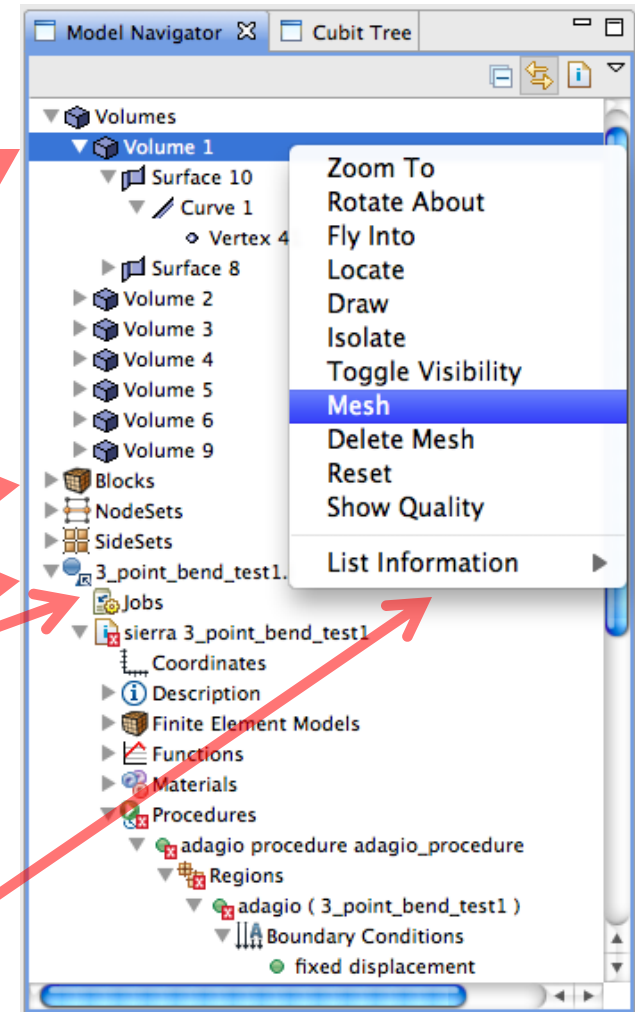 Model Navigator
Cubit Tree
Volumes
Volume 1
Surface 10
Curve 1
Vertex 4
Surface 8
Volume 2
Volume 3
Volume 4
Volume 5
Volume 6
Volume 9
Blocks
NodeSets
SideSets
3_point_bend_test1.
Jobs
sierra 3_point_bend_test1
Coordinates
Description
Finite Element Models
Functions
Materials
Procedures
adagio procedure adagio_procedure
Regions
adagio ( 3_point_bend_test1 )
Boundary Conditions
fixed displacement
Zoom To
Rotate About
Fly Into
Locate
Draw
Isolate
Toggle Visibility
Mesh
Delete Mesh
Reset
Show Quality
List Information